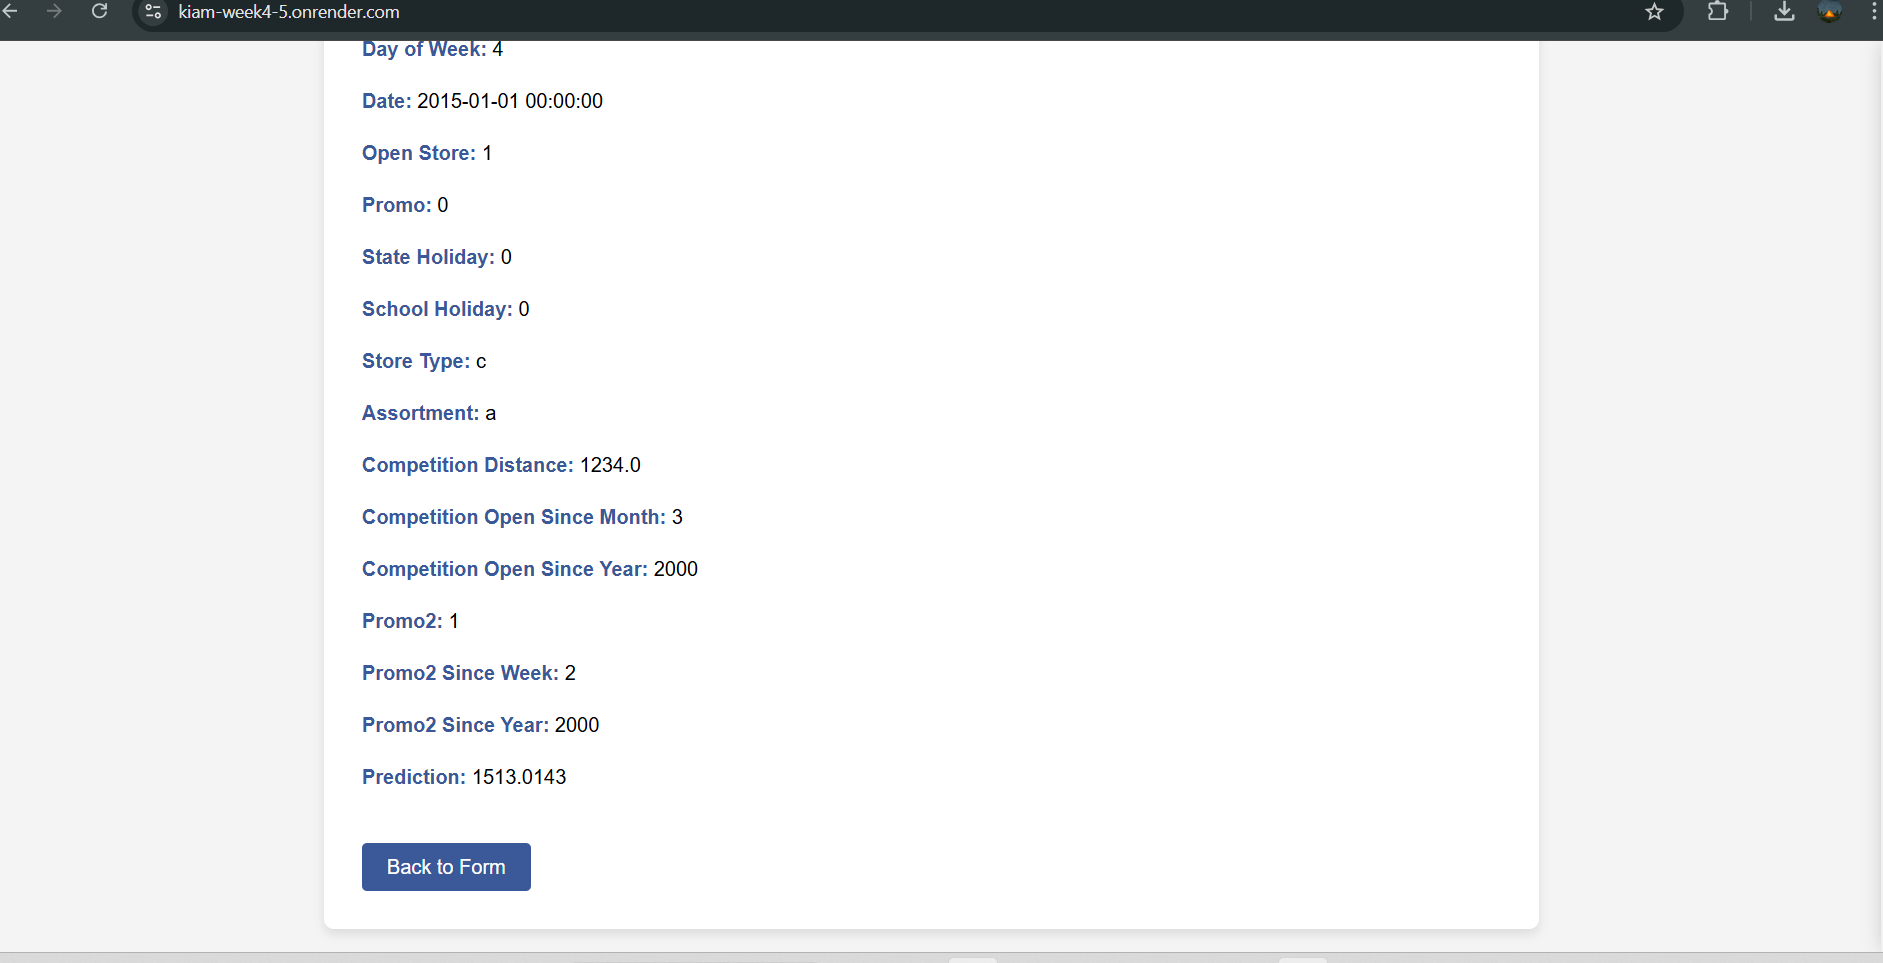 kiam-week4-5.onrender.com
Day of Week: 4
Date: 2015-01-01 00:00:00
Open Store: 1
Promo: 0
State Holiday: 0
School Holiday: 0
Store Type: c
Assortment: a
Competition Distance: 1234.0
Competition Open Since Month: 3
Competition Open Since Year: 2000
Promo2: 1
Promo2 Since Week: 2
Promo2 Since Year: 2000
Prediction: 1513.0143
Back to Form